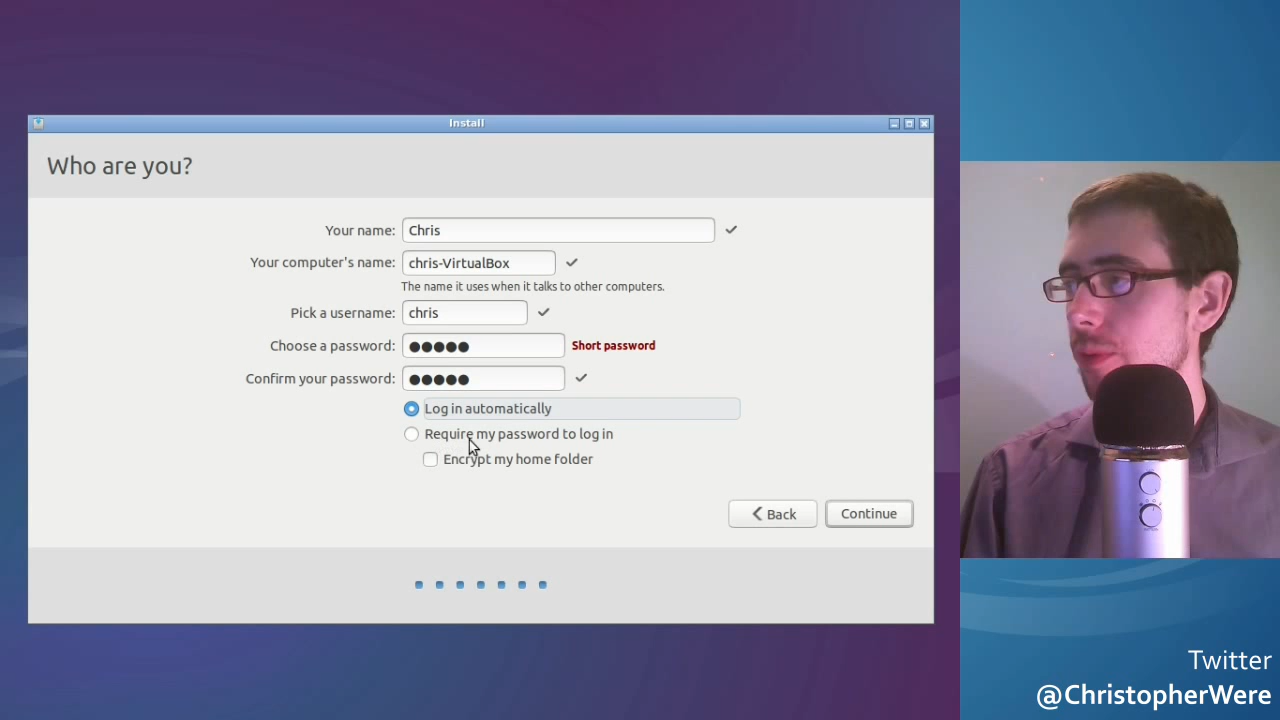 Install
Who are you?
Your name: Chris
Your computer's name: chris-VirtualBox
The name it uses when it talks to other computers.
Pick a username: chris
Choose a password: ●●●●● Short password
Confirm your password: ●●●●●
Log in automatically
Require my password to log in
Encrypt my home folder
Back Continue
Twitter
@ChristopherWere